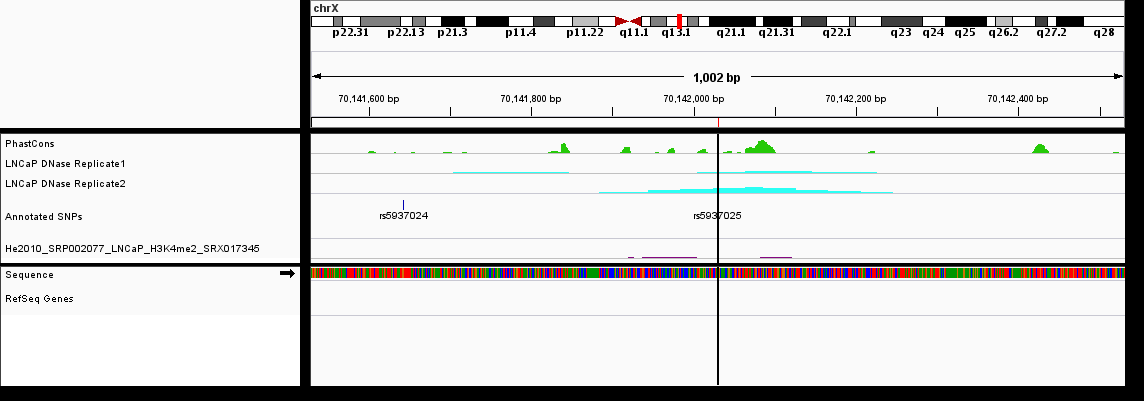 chrX
p22.31 p22.13 p21.3 p11.4 p11.22 q11.1 q13.1 q21.1 q21.31 q22.1 q23 q24 q25 q26.2 q27.2 q28
1,002 bp
70,141,600 bp 70,141,800 bp 70,142,000 bp 70,142,200 bp 70,142,400 bp
PhastCons
LNCaP DNase Replicate1
LNCaP DNase Replicate2
Annotated SNPs
rs5937024 rs5937025
He2010_SRP002077_LNCaP_H3K4me2_SRX017345
Sequence
RefSeq Genes